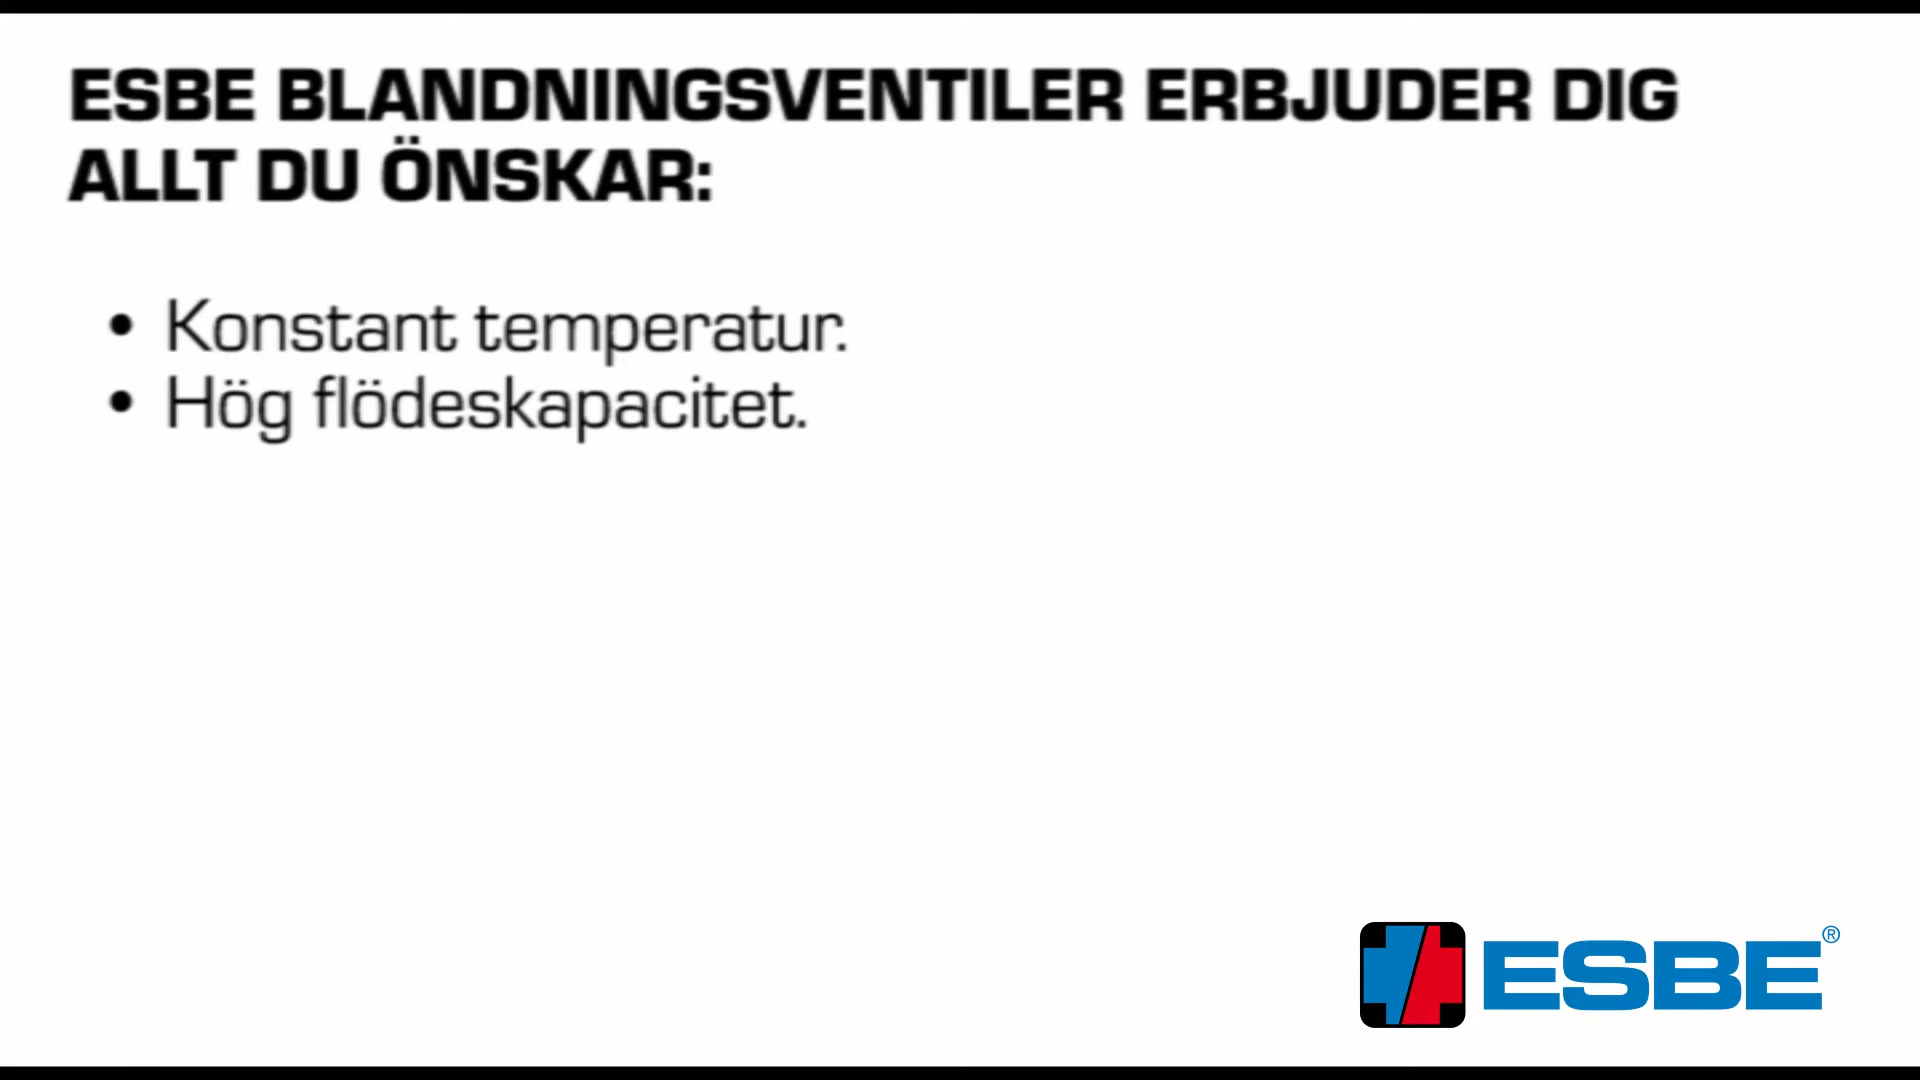 ESBE BLANDNINGSVENTILER ERBJUDER DIG
ALLT DU ÖNSKAR:
• Konstant temperatur.
• Hög flödeskapacitet.
ESBE®